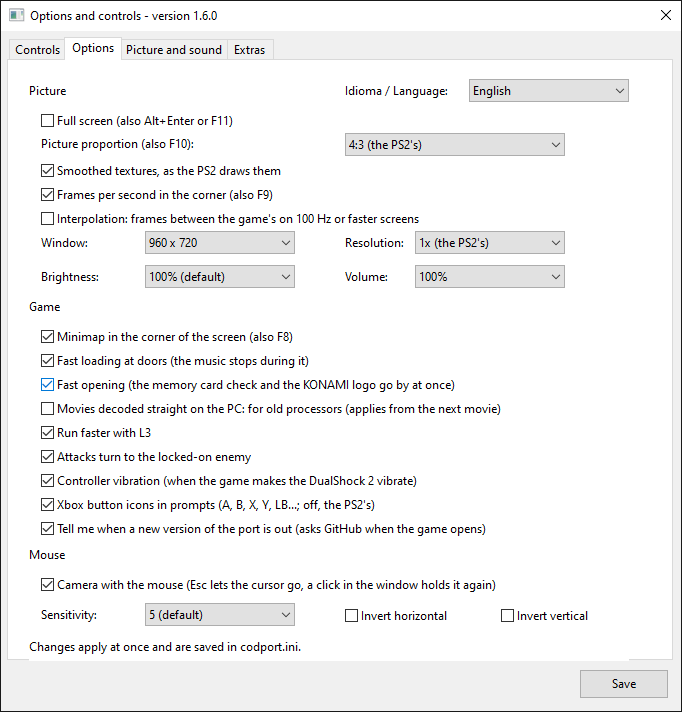 Options and controls - version 1.6.0
Controls Options Picture and sound Extras
Picture Idioma / Language: English
Full screen (also Alt+Enter or F11)
Picture proportion (also F10): 4:3 (the PS2's)
Smoothed textures, as the PS2 draws them
Frames per second in the corner (also F9)
Interpolation: frames between the game's on 100 Hz or faster screens
Window: 960 x 720 Resolution: 1x (the PS2's)
Brightness: 100% (default) Volume: 100%
Game
Minimap in the corner of the screen (also F8)
Fast loading at doors (the music stops during it)
Fast opening (the memory card check and the KONAMI logo go by at once)
Movies decoded straight on the PC: for old processors (applies from the next movie)
Run faster with L3
Attacks turn to the locked-on enemy
Controller vibration (when the game makes the DualShock 2 vibrate)
Xbox button icons in prompts (A, B, X, Y, LB...; off, the PS2's)
Tell me when a new version of the port is out (asks GitHub when the game opens)
Mouse
Camera with the mouse (Esc lets the cursor go, a click in the window holds it again)
Sensitivity: 5 (default) Invert horizontal Invert vertical
Changes apply at once and are saved in codport.ini.
Save